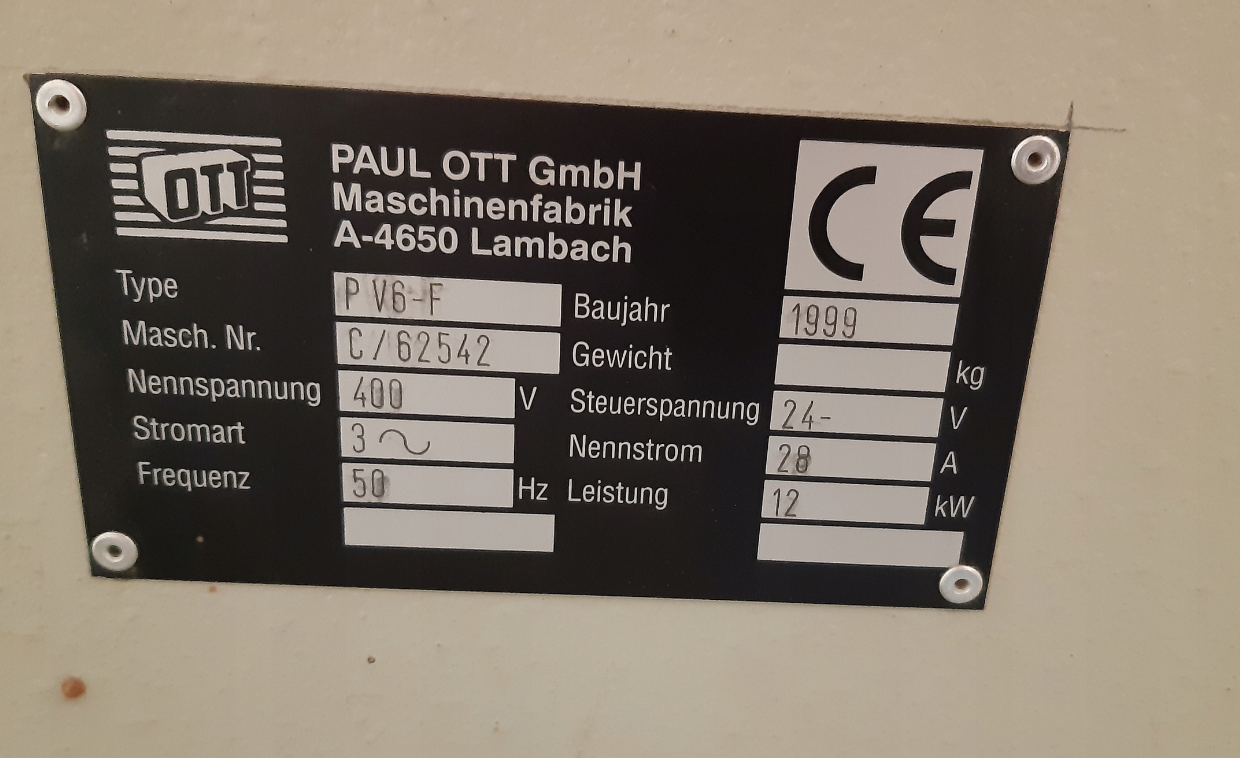 OTT
PAUL OTT GmbH
Maschinenfabrik
A-4650 Lambach
CE
Type P V6-F
Baujahr 1999
Masch. Nr. C/62542
Gewicht kg
Nennspannung 400 V
Steuerspannung 24- V
Stromart 3 ~
Nennstrom 28 A
Frequenz 50 Hz
Leistung 12 kW